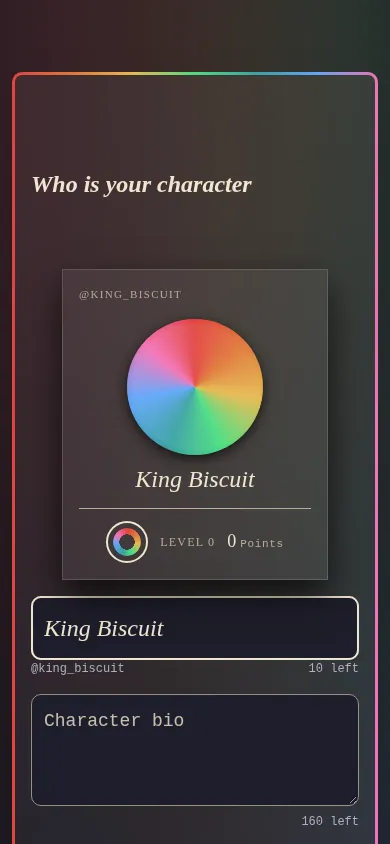 Who is your character
@KING_BISCUIT
King Biscuit
LEVEL 0 0 Points
King Biscuit
@king_biscuit 10 left
Character bio
160 left